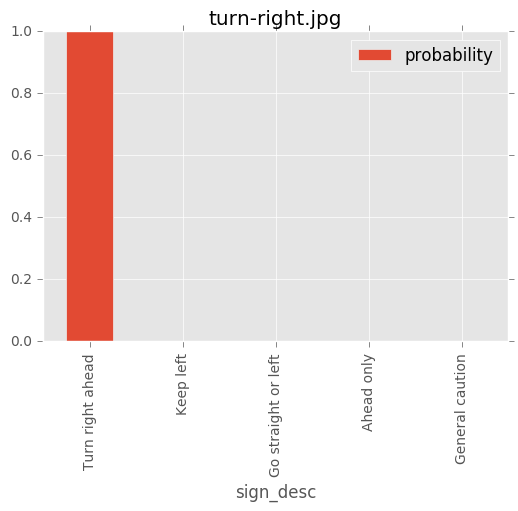 turn-right.jpg
probability
1.0
0.8
0.6
0.4
0.2
0.0
Turn right ahead
Keep left
Go straight or left
Ahead only
General caution
sign_desc